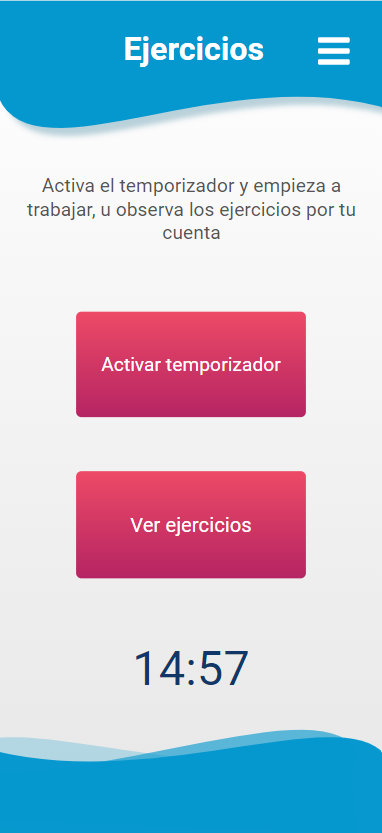 Ejercicios
Activa el temporizador y empieza a
trabajar, u observa los ejercicios por tu
cuenta
Activar temporizador
Ver ejercicios
14:57